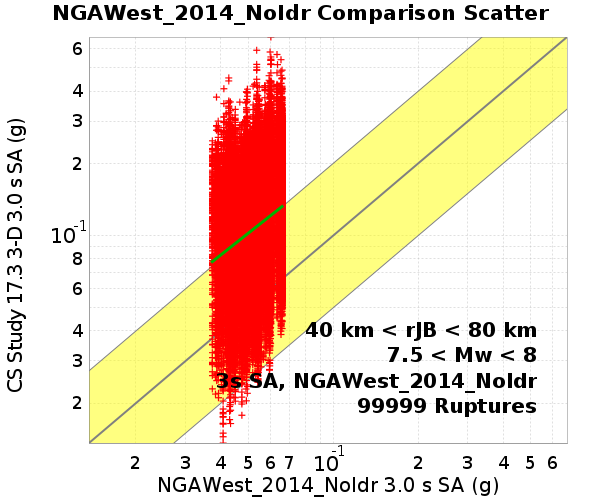 NGAWest_2014_NoIdr Comparison Scatter
CS Study 17.3 3-D 3.0 s SA (g)
6
4
3
2
10^-1
8
6
4
3
2
40 km < rJB < 80 km
7.5 < Mw < 8
3s SA, NGAWest_2014_NoIdr
99999 Ruptures
2 3 4 5 6 7 10^-1 2 3 4 5 6
NGAWest_2014_NoIdr 3.0 s SA (g)